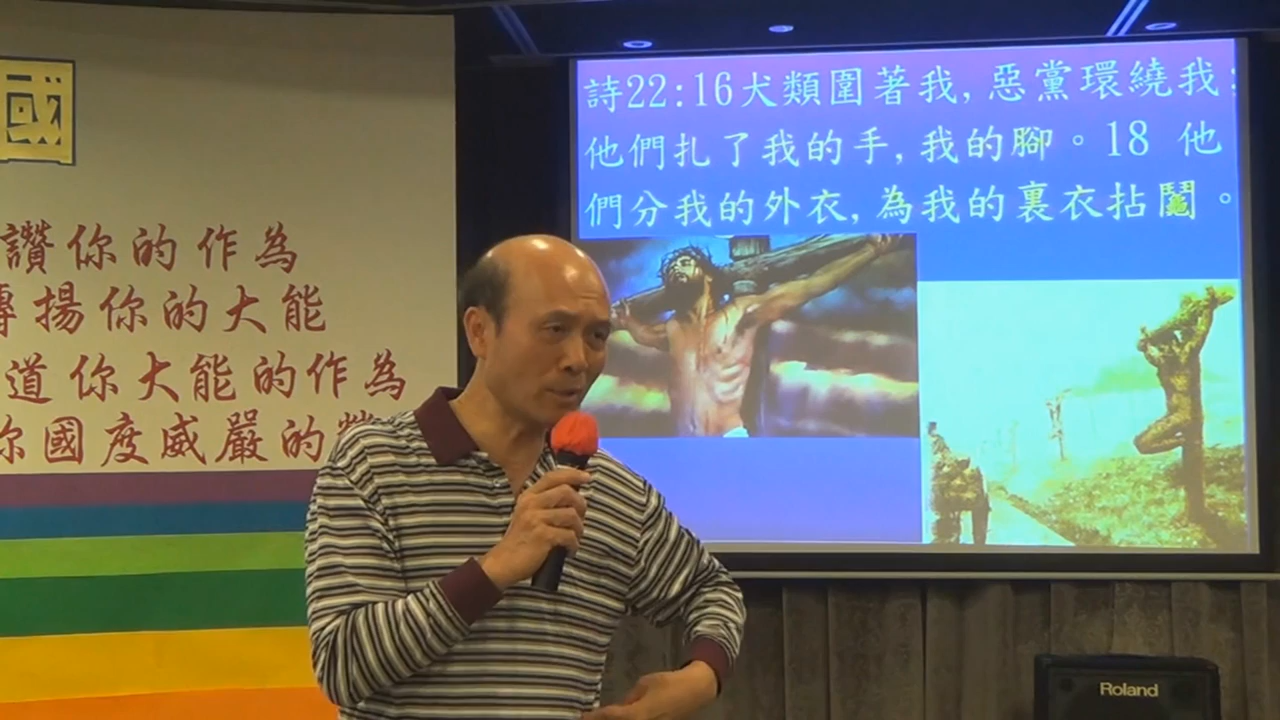 國
讚你的作為
傳揚你的大能
道你大能的作為
你國度威嚴的榮
詩22:16犬類圍著我,惡黨環繞我;
他們扎了我的手,我的腳。18 他
們分我的外衣,為我的裏衣拈鬮。
Roland